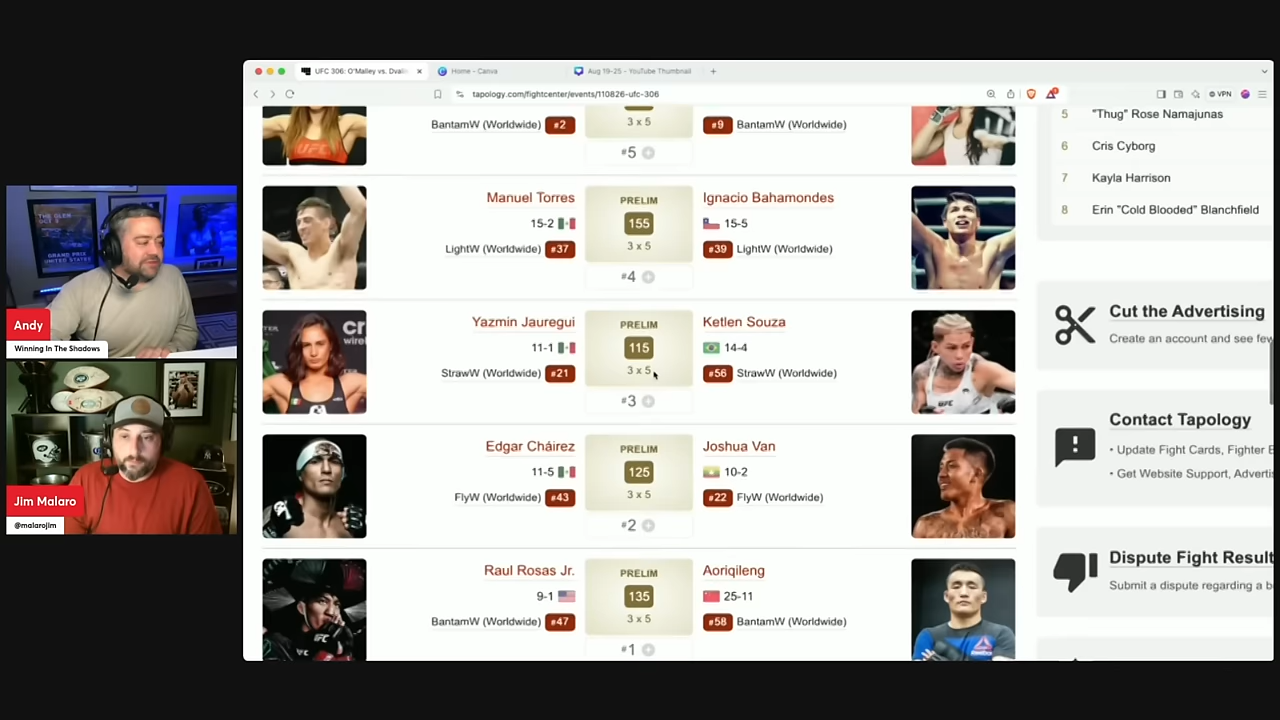 UFC 306: O'Malley vs. Dvali
Home - Canva
Aug 19-25 - YouTube Thumbnail
tapology.com/fightcenter/events/110826-ufc-306
VPN
BantamW (Worldwide) #2
3 x 5
#9 BantamW (Worldwide)
#5
Manuel Torres
PRELIM
Ignacio Bahamondes
15-2
155
15-5
LightW (Worldwide) #37
3 x 5
#39 LightW (Worldwide)
#4
Yazmin Jauregui
PRELIM
Ketlen Souza
11-1
115
14-4
StrawW (Worldwide) #21
3 x 5
#56 StrawW (Worldwide)
#3
Edgar Cháirez
PRELIM
Joshua Van
11-5
125
10-2
FlyW (Worldwide) #43
3 x 5
#22 FlyW (Worldwide)
#2
Raul Rosas Jr.
PRELIM
Aoriqileng
9-1
135
25-11
BantamW (Worldwide) #47
3 x 5
#58 BantamW (Worldwide)
#1
5 "Thug" Rose Namajunas
6 Cris Cyborg
7 Kayla Harrison
8 Erin "Cold Blooded" Blanchfield
Cut the Advertising
Create an account and see few
Contact Tapology
• Update Fight Cards, Fighter
• Get Website Support, Adverti
Dispute Fight Result
Submit a dispute regarding a
Andy
Winning In The Shadows
GRAND PRIX
UNITED STATES
Jim Malaro
@malarojim
UFC